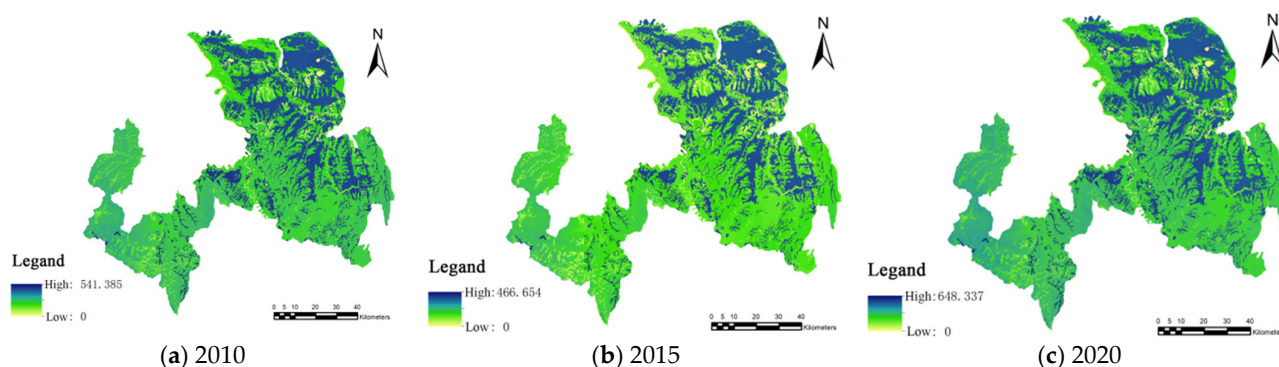 N
Legand
High: 541.385
Low: 0
0 5 10 20 30 40
Kilometers
(a) 2010
N
Legand
High: 466.654
Low: 0
0 5 10 20 30 40
Kilometers
(b) 2015
N
Legand
High: 648.337
Low: 0
0 5 10 20 30 40
Kilometers
(c) 2020